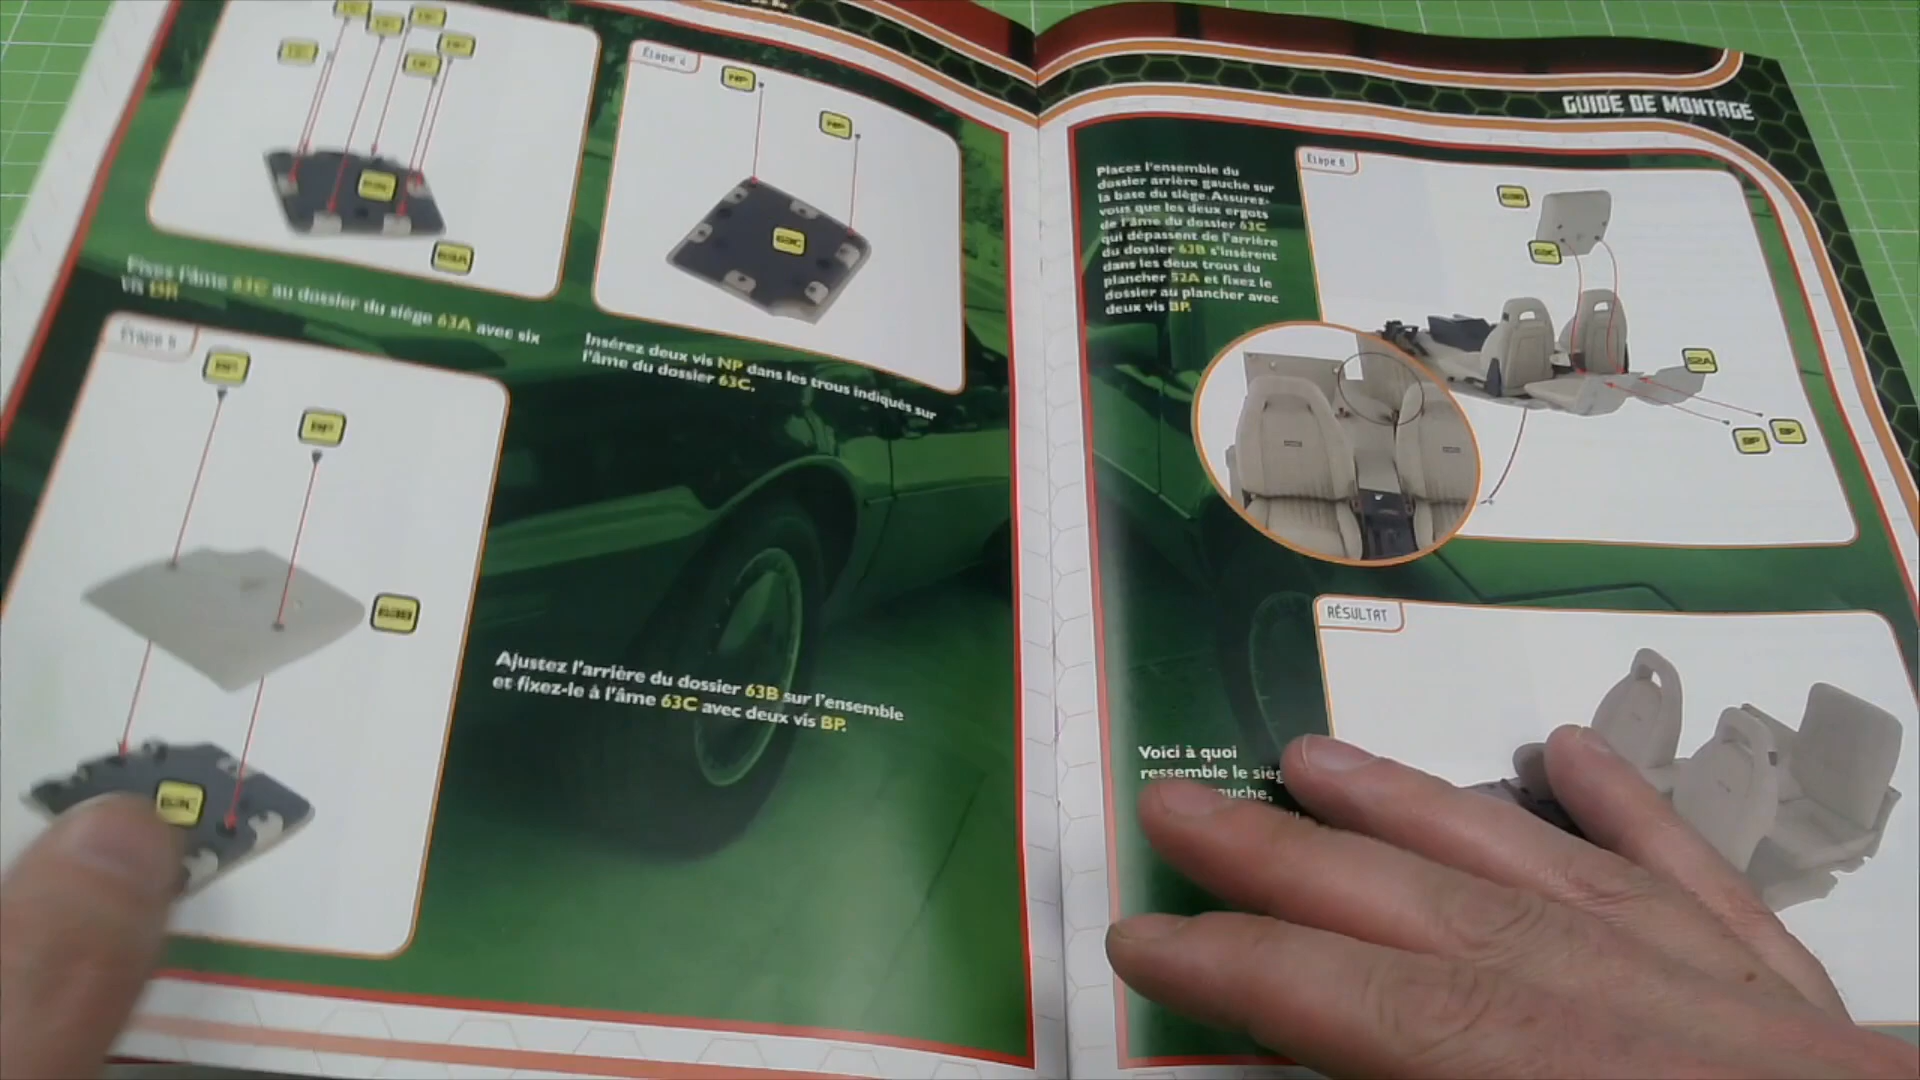 Fixez l'âme 63C au dossier du siège 63A avec six
vis BP.
Étape 4
NP
NP
63C
Insérez deux vis NP dans les trous indiqués sur
l'âme du dossier 63C.
Étape 5
BP
63B
63C
Ajustez l'arrière du dossier 63B sur l'ensemble
et fixez-le à l'âme 63C avec deux vis BP.
GUIDE DE MONTAGE
Placez l'ensemble du
dossier arrière gauche sur
la base du siège. Assurez-
vous que les deux ergots
de l'âme du dossier 63C
qui dépassent de l'arrière
du dossier 63B s'insèrent
dans les deux trous du
plancher 52A et fixez le
dossier au plancher avec
deux vis BP.
Étape 6
63B
63C
52A
BP
BP
RÉSULTAT
Voici à quoi
ressemble le sièg
auche,